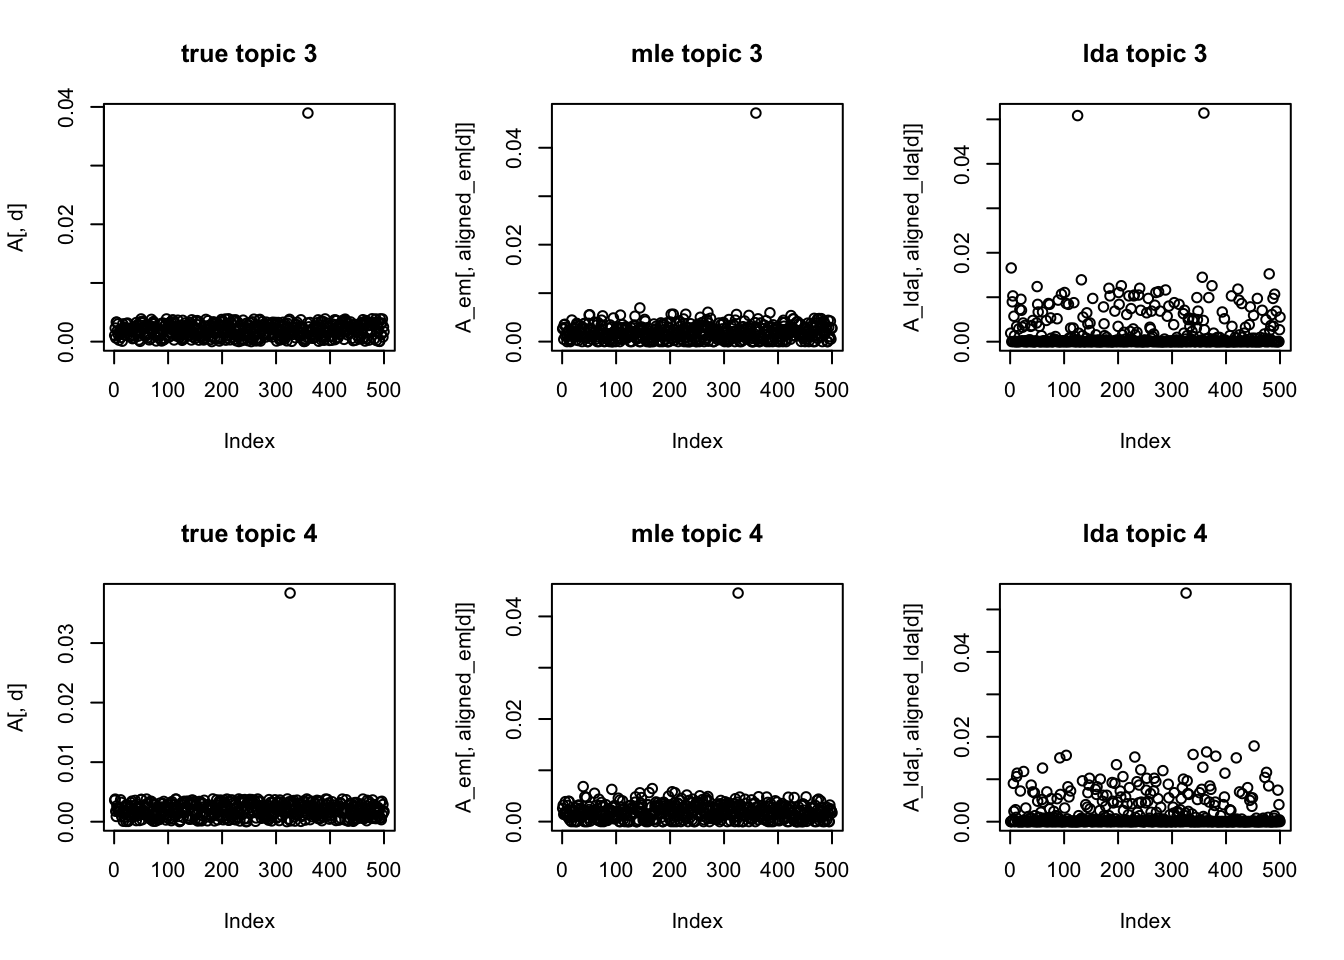 true topic 3
A[, d]
0.00
0.02
0.04
0 100 200 300 400 500
Index
mle topic 3
A_em[, aligned_em[d]]
0.00
0.02
0.04
0 100 200 300 400 500
Index
lda topic 3
A_lda[, aligned_lda[d]]
0.00
0.02
0.04
0 100 200 300 400 500
Index
true topic 4
A[, d]
0.00
0.01
0.02
0.03
0 100 200 300 400 500
Index
mle topic 4
A_em[, aligned_em[d]]
0.00
0.02
0.04
0 100 200 300 400 500
Index
lda topic 4
A_lda[, aligned_lda[d]]
0.00
0.02
0.04
0 100 200 300 400 500
Index